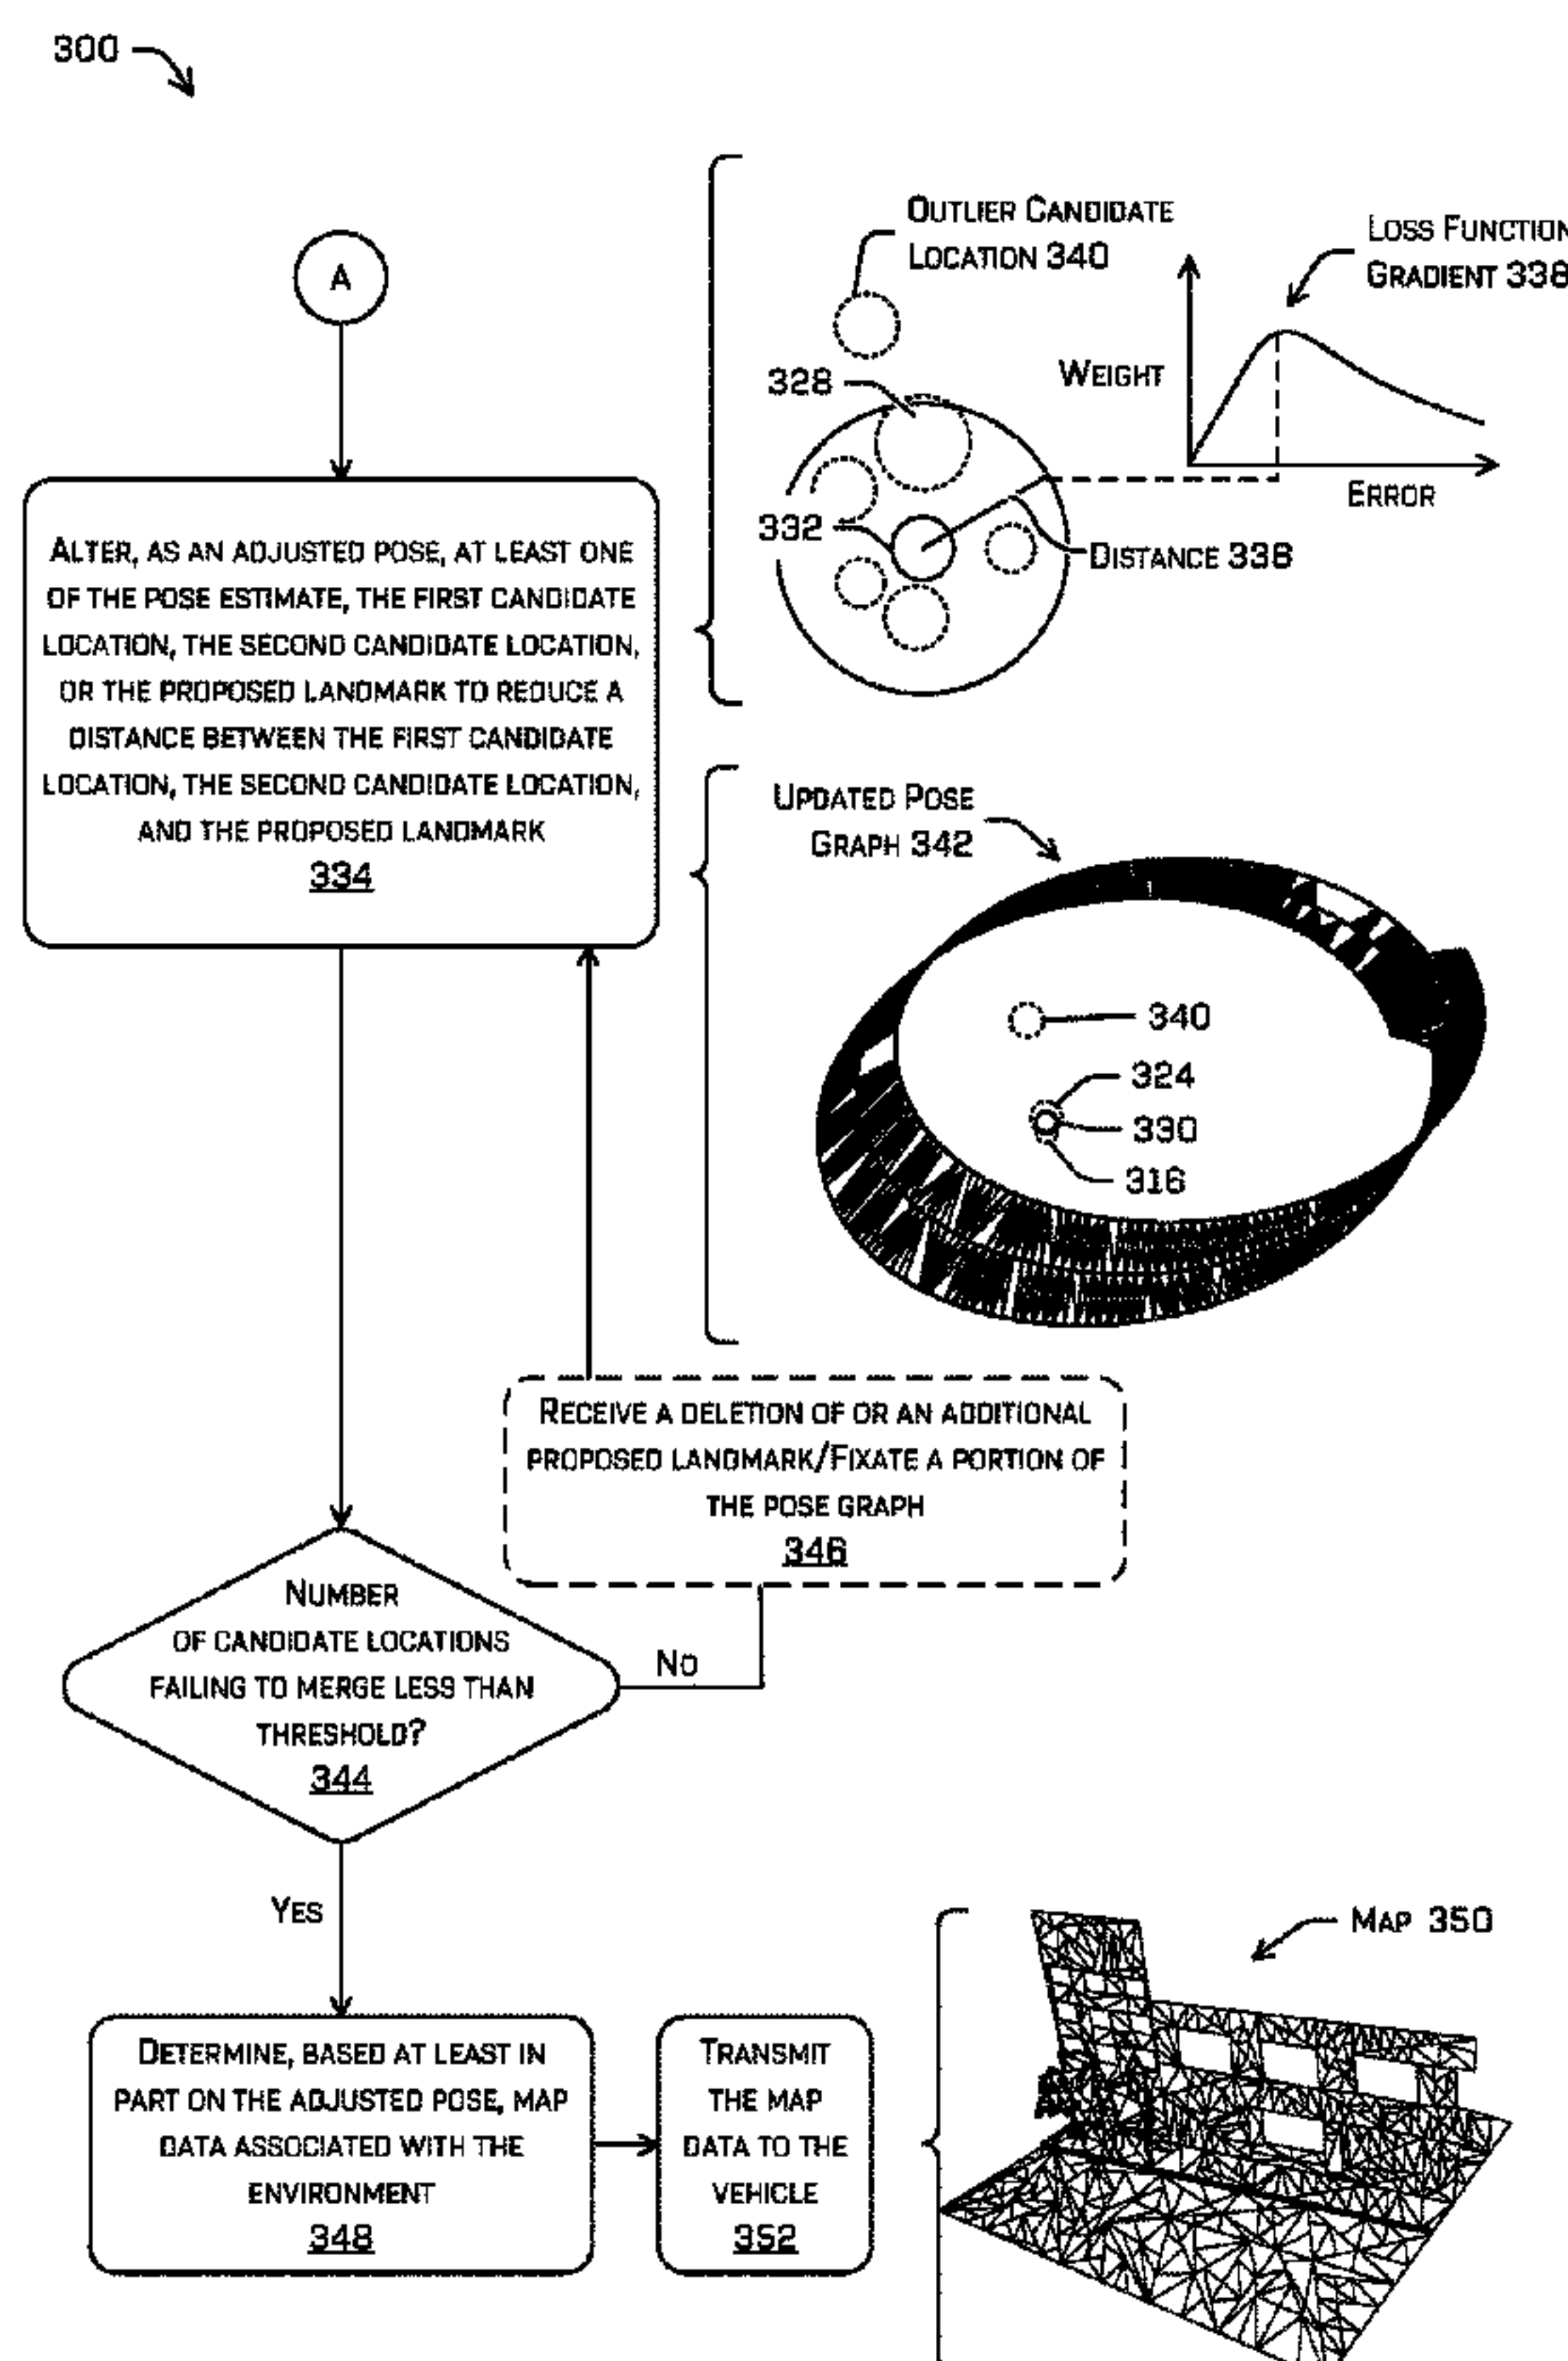 300
A
OUTLIER CANDIDATE
LOCATION 340
LOSS FUNCTION
GRADIENT 338
328
WEIGHT
332
ERROR
DISTANCE 338
ALTER, AS AN ADJUSTED POSE, AT LEAST ONE
OF THE POSE ESTIMATE, THE FIRST CANDIDATE
LOCATION, THE SECOND CANDIDATE LOCATION,
OR THE PROPOSED LANDMARK TO REDUCE A
DISTANCE BETWEEN THE FIRST CANDIDATE
LOCATION, THE SECOND CANDIDATE LOCATION,
AND THE PROPOSED LANDMARK
334
UPDATED POSE
GRAPH 342
340
324
330
316
RECEIVE A DELETION OF OR AN ADDITIONAL
PROPOSED LANDMARK/FIXATE A PORTION OF
THE POSE GRAPH
346
NUMBER
OF CANDIDATE LOCATIONS
FAILING TO MERGE LESS THAN
THRESHOLD?
344
NO
YES
MAP 350
DETERMINE, BASED AT LEAST IN
PART ON THE ADJUSTED POSE, MAP
DATA ASSOCIATED WITH THE
ENVIRONMENT
348
TRANSMIT
THE MAP
DATA TO THE
VEHICLE
352